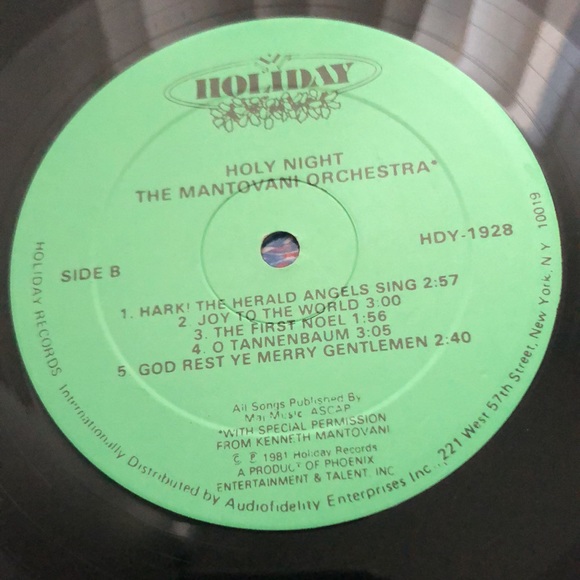 HOLIDAY
HOLY NIGHT
THE MANTOVANI ORCHESTRA*
SIDE B
HDY-1928
1. HARK! THE HERALD ANGELS SING 2:57
2 JOY TO THE WORLD 3:00
3. THE FIRST NOEL 1:56
4. O TANNENBAUM 3:05
5 GOD REST YE MERRY GENTLEMEN 2:40
All Songs Published By
Music ASCAP
*WITH SPECIAL PERMISSION
FROM KENNETH MANTOVANI
© ℗ 1981 Holiday Records
A PRODUCT OF PHOENIX
ENTERTAINMENT & TALENT, INC
HOLIDAY RECORDS Internationally Distributed by Audiofidelity Enterprises Inc., 221 West 57th Street, New York, N Y 10019